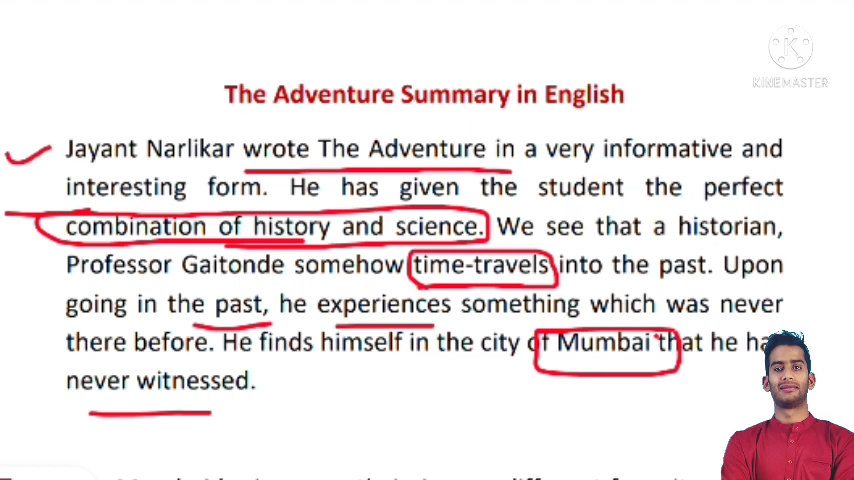 KINEMASTER
The Adventure Summary in English
Jayant Narlikar wrote The Adventure in a very informative and
interesting form. He has given the student the perfect
combination of history and science. We see that a historian,
Professor Gaitonde somehow time-travels into the past. Upon
going in the past, he experiences something which was never
there before. He finds himself in the city of Mumbai that he
never witnessed.